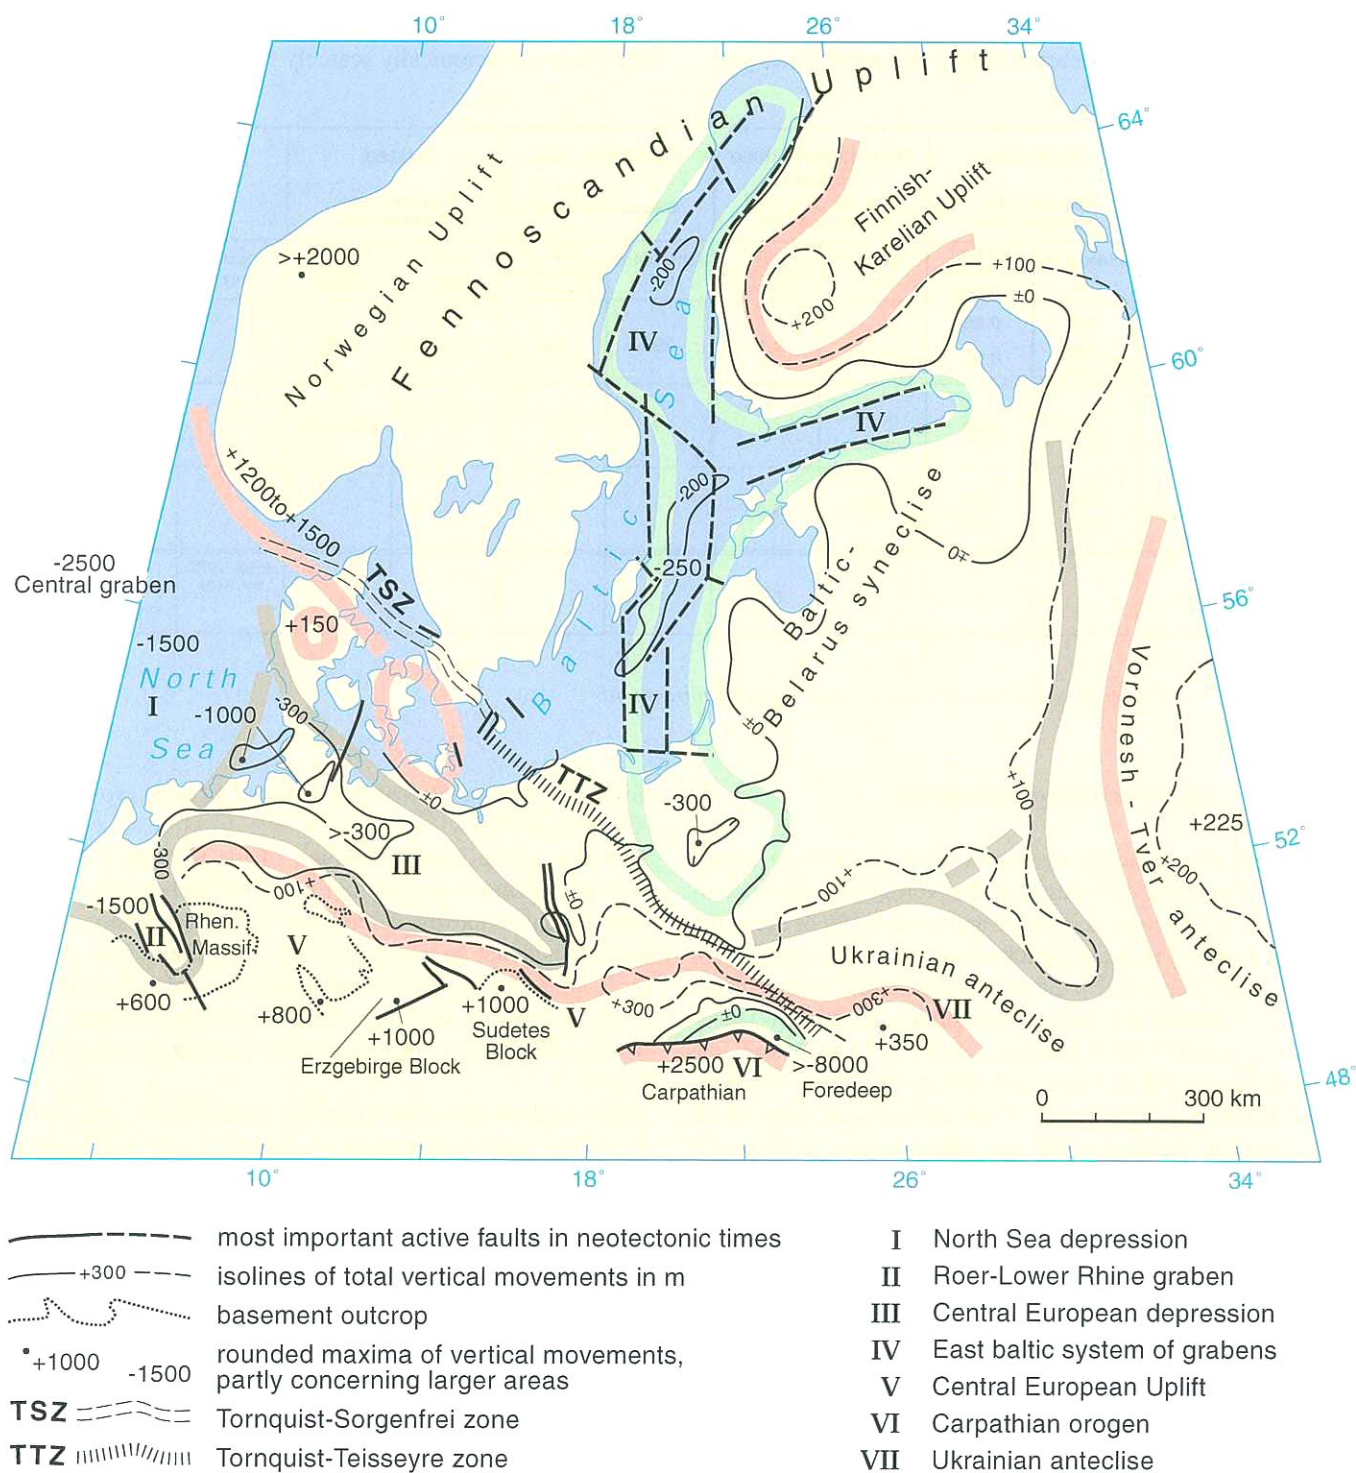 10° 18° 26° 34°
Fennoscandian Uplift
64°
Norwegian Uplift
Finnish-
Karelian Uplift
>+2000
-200
+200
+100
±0
IV
60°
IV
Baltic Sea
+1200to+1500
-200
±0
-2500
Central graben
TSZ
-250
56°
+150
Baltic-
Belarus syneclise
-1500
North
Sea
I
-1000
-300
IV
±0
Voronesh - Tver anteclise
TTZ
±0
-300
+100
+225
>-300
52°
-300
III
+200
+100
±0
+100
-1500
II
Rhen.
Massif
V
Ukrainian anteclise
+600
+800
+1000
Sudetes
Block
V
+300
±0
+300
VII
+1000
Erzgebirge Block
+350
+2500
VI
>-8000
Carpathian
Foredeep
48°
0 300 km
10° 18° 26° 34°
most important active faults in neotectonic times
+300 isolines of total vertical movements in m
basement outcrop
+1000 -1500 rounded maxima of vertical movements,
partly concerning larger areas
TSZ Tornquist-Sorgenfrei zone
TTZ Tornquist-Teisseyre zone
I North Sea depression
II Roer-Lower Rhine graben
III Central European depression
IV East baltic system of grabens
V Central European Uplift
VI Carpathian orogen
VII Ukrainian anteclise